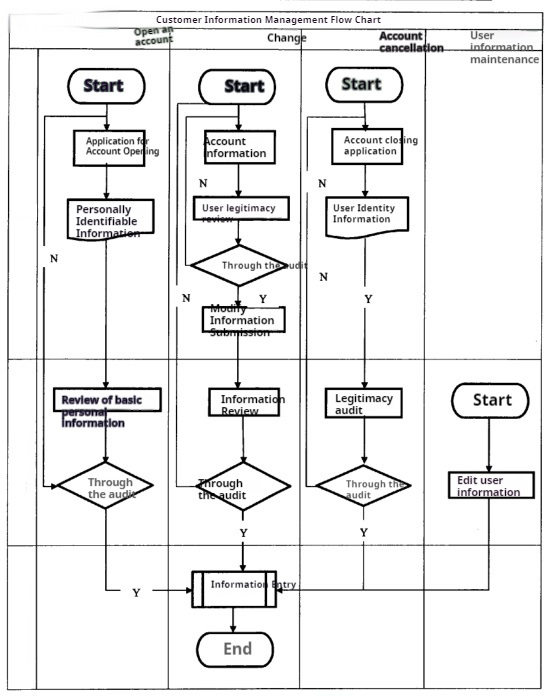 Customer Information Management Flow Chart
Open an
account
Change
Account
cancellation
User
information
maintenance
Start
Start
Start
Application for
Account Opening
Account
information
Account closing
application
N
N
User legitimacy
review
Personally
Identifiable
Information
User Identity
Information
N
Through the audit
N
N
Y
Y
Modify
Information
Submission
Review of basic
personal
information
Information
Review
Legitimacy
audit
Start
Through
the audit
Through
the audit
Through the
audit
Edit user
information
Y
Y
Y
Information Entry
End